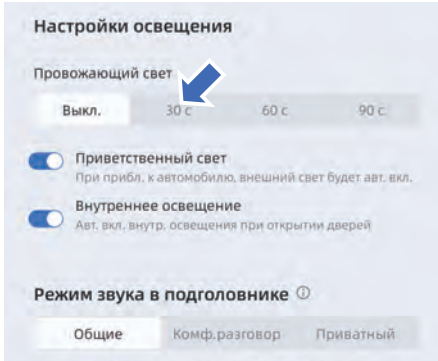 Настройки освещения
Провожающий свет
Выкл. 30 с 60 с 90 с
Приветственный свет
При прибл. к автомобилю, внешний свет будет авт. вкл.
Внутреннее освещение
Авт. вкл. внутр. освещения при открытии дверей
Режим звука в подголовнике
Общие Комф.разговор Приватный